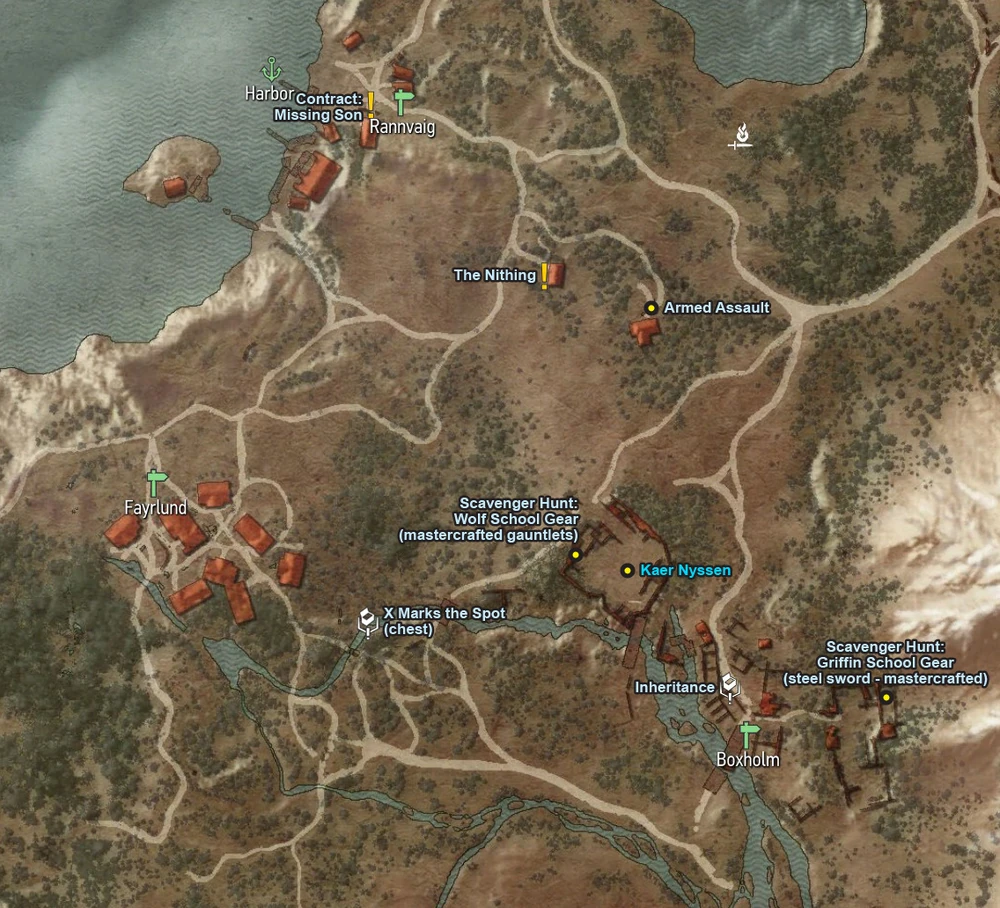 Harbor
Contract:
Missing Son
Rannvaig
The Nithing
Armed Assault
Fayrlund
Scavenger Hunt:
Wolf School Gear
(mastercrafted gauntlets)
Kaer Nyssen
X Marks the Spot
(chest)
Scavenger Hunt:
Griffin School Gear
(steel sword - mastercrafted)
Inheritance
Boxholm